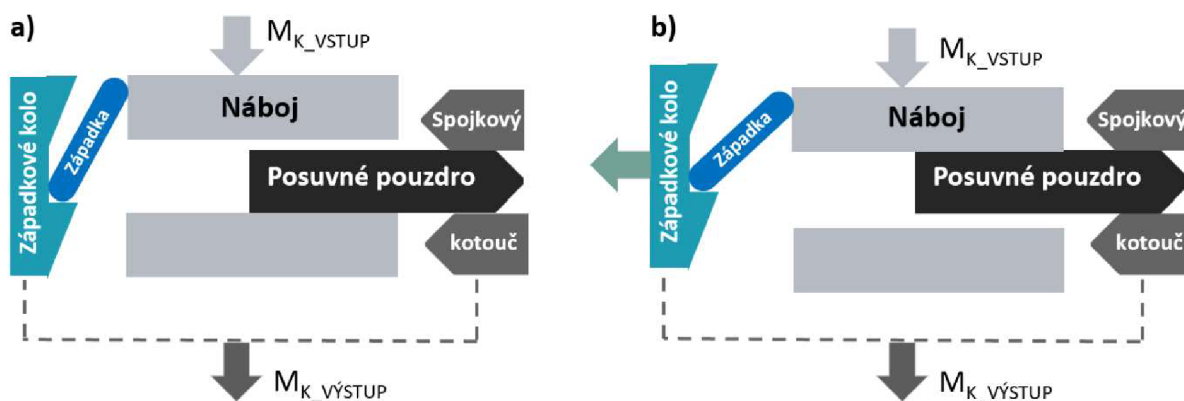 a)
M_K_VSTUP
Západkové kolo
Západka
Náboj
Spojkový
Posuvné pouzdro
kotouč
M_K_VÝSTUP
b)
M_K_VSTUP
Západkové kolo
Západka
Náboj
Spojkový
Posuvné pouzdro
kotouč
M_K_VÝSTUP